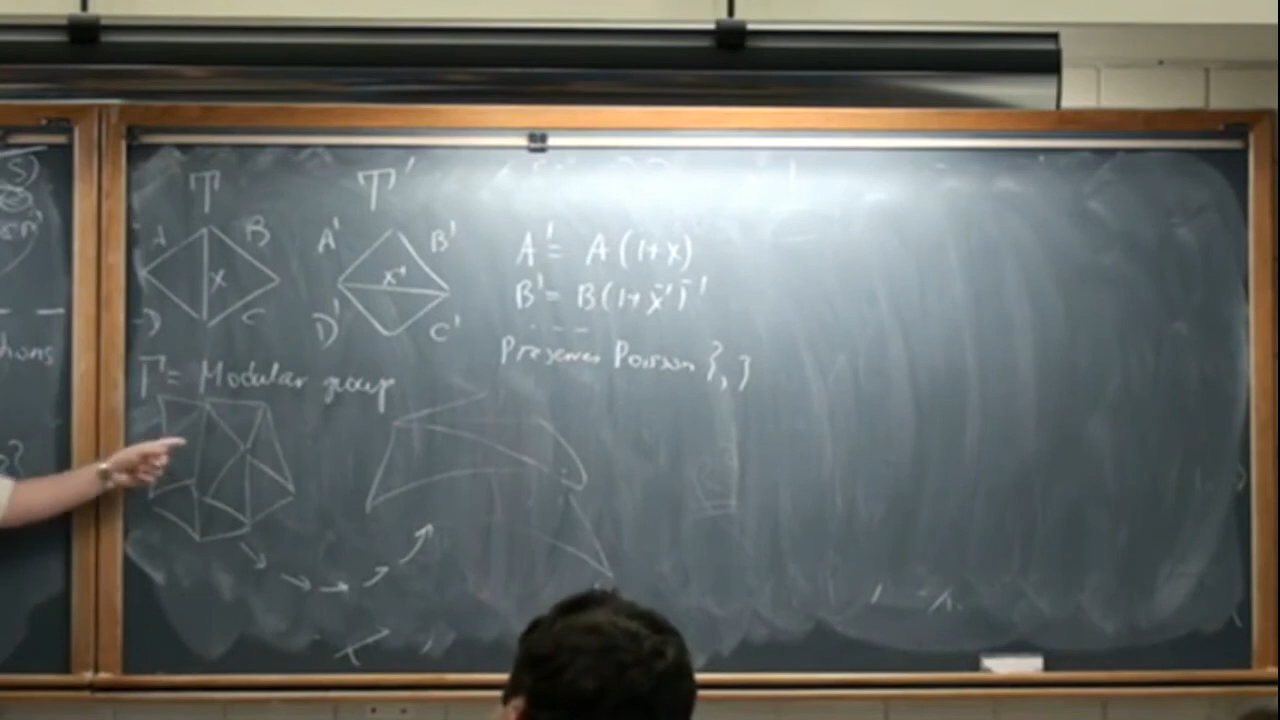 T T'
A B A' B'
x x'
D C D' C'
A' = A(1+x)
B' = B(1+x⁻¹)⁻¹
- - - -
Preserves Poisson {,}
Γ = Modular group